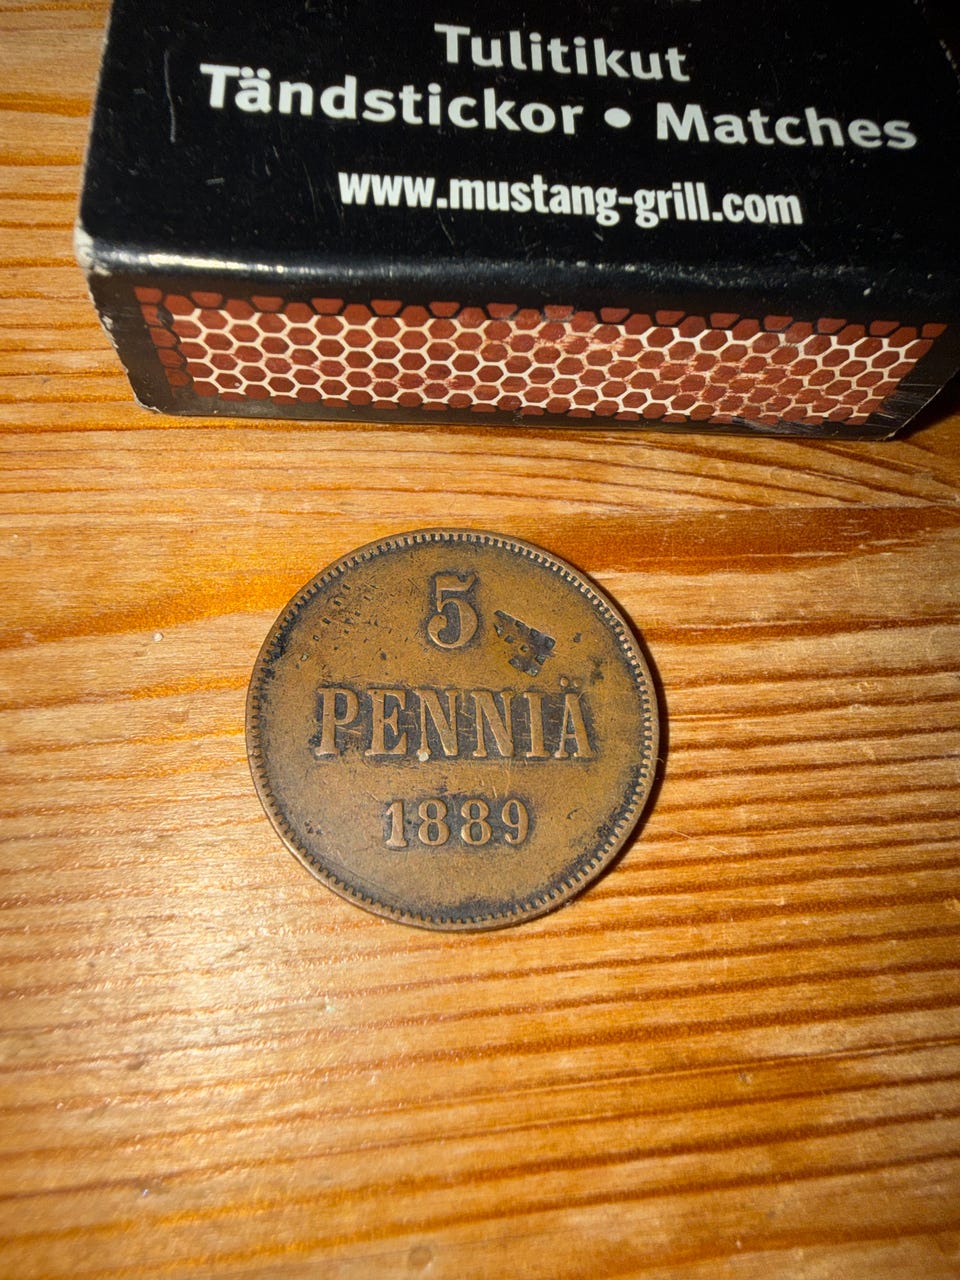 Tulitikut
Tändstickor • Matches
www.mustang-grill.com
5
PENNIÄ
1889